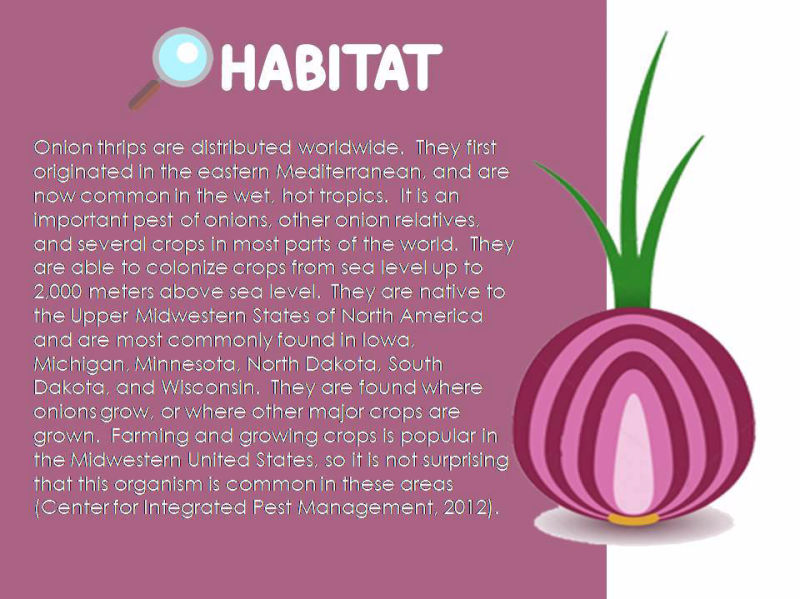 HABITAT
Onion thrips are distributed worldwide.  They first
originated in the eastern Mediterranean, and are
now common in the wet, hot tropics.  It is an
important pest of onions, other onion relatives,
and several crops in most parts of the world.  They
are able to colonize crops from sea level up to
2,000 meters above sea level.  They are native to
the Upper Midwestern States of North America
and are most commonly found in Iowa,
Michigan, Minnesota, North Dakota, South
Dakota, and Wisconsin.  They are found where
onions grow, or where other major crops are
grown.  Farming and growing crops is popular in
the Midwestern United States, so it is not surprising
that this organism is common in these areas
(Center for Integrated Pest Management, 2012).